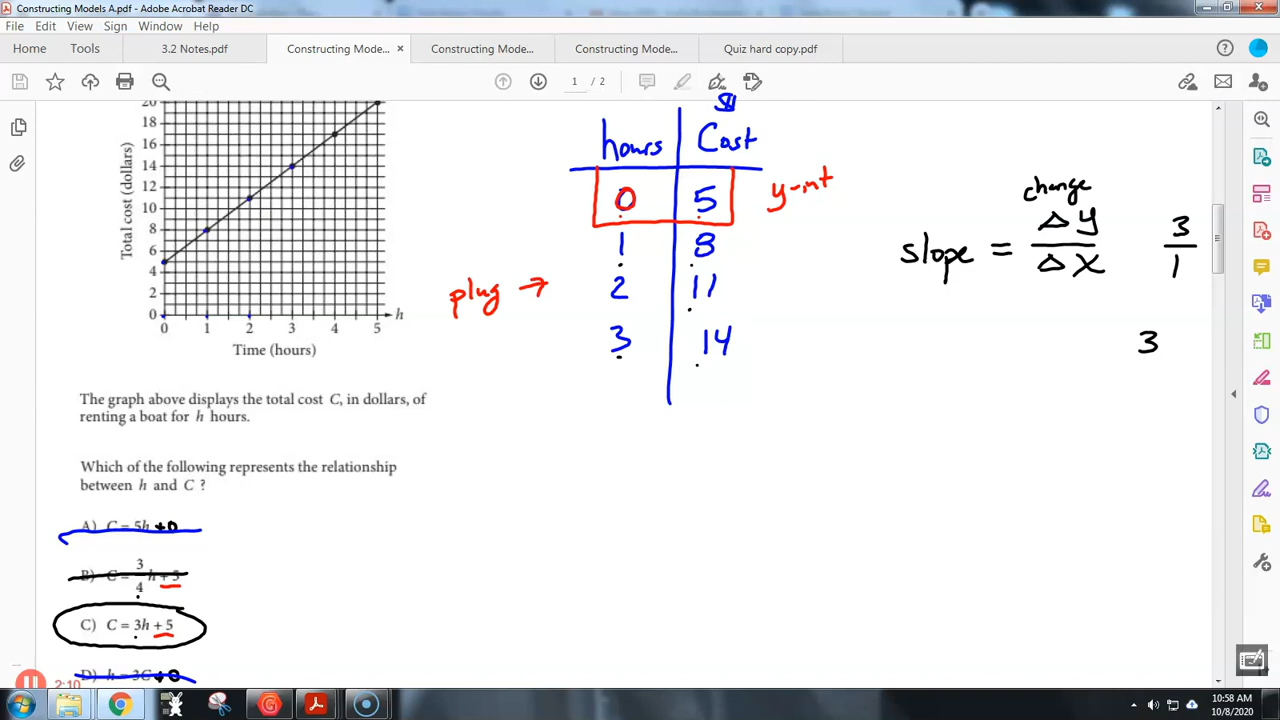 Constructing Models A.pdf - Adobe Acrobat Reader DC
File Edit View Sign Window Help
Home Tools 3.2 Notes.pdf Constructing Mode... × Constructing Mode... Constructing Mode... Quiz hard copy.pdf
1 / 2
20
18
16
14
12
10
8
6
4
2
0
Total cost (dollars)
0 1 2 3 4 5 h
Time (hours)
The graph above displays the total cost C, in dollars, of
renting a boat for h hours.
Which of the following represents the relationship
between h and C ?
A) C = 5h +0
B) C = 3/4 h + 5
C) C = 3h + 5
D) h = 3C +0
hours Cost
0 5 y-int
1 8
plug → 2 11
3 14
change
slope = ΔY/ΔX 3/1
3
2:10
10:58 AM
10/8/2020